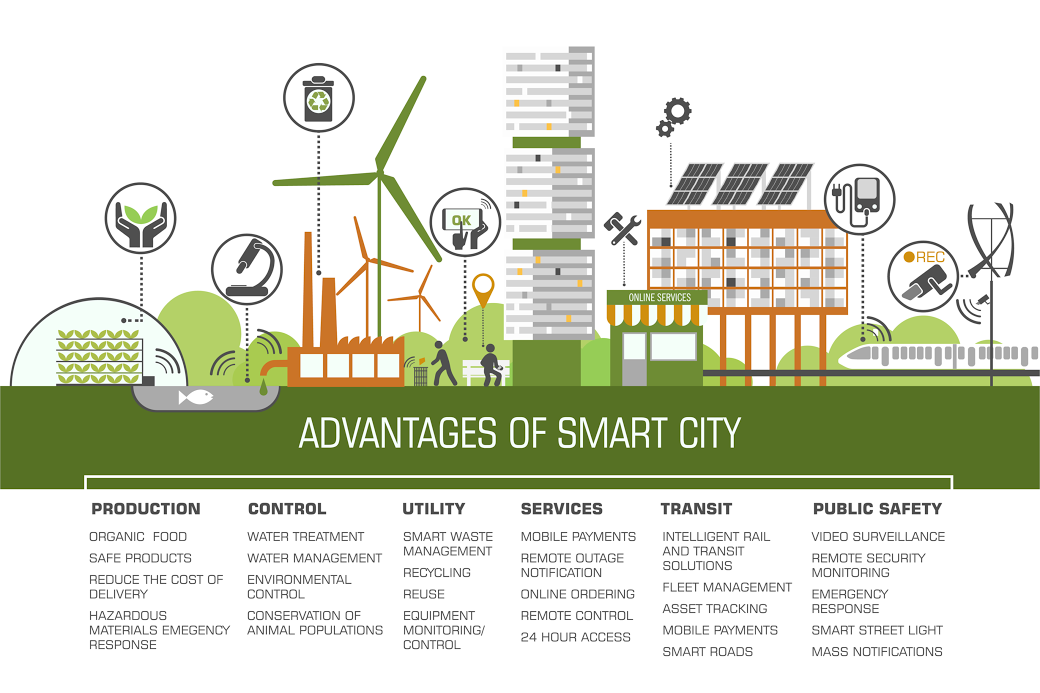 OK
REC
ONLINE SERVICES
ADVANTAGES OF SMART CITY
PRODUCTION
ORGANIC FOOD
SAFE PRODUCTS
REDUCE THE COST OF
DELIVERY
HAZARDOUS
MATERIALS EMEGENCY
RESPONSE
CONTROL
WATER TREATMENT
WATER MANAGEMENT
ENVIRONMENTAL
CONTROL
CONSERVATION OF
ANIMAL POPULATIONS
UTILITY
SMART WASTE
MANAGEMENT
RECYCLING
REUSE
EQUIPMENT
MONITORING/
CONTROL
SERVICES
MOBILE PAYMENTS
REMOTE OUTAGE
NOTIFICATION
ONLINE ORDERING
REMOTE CONTROL
24 HOUR ACCESS
TRANSIT
INTELLIGENT RAIL
AND TRANSIT
SOLUTIONS
FLEET MANAGEMENT
ASSET TRACKING
MOBILE PAYMENTS
SMART ROADS
PUBLIC SAFETY
VIDEO SURVEILLANCE
REMOTE SECURITY
MONITORING
EMERGENCY
RESPONSE
SMART STREET LIGHT
MASS NOTIFICATIONS